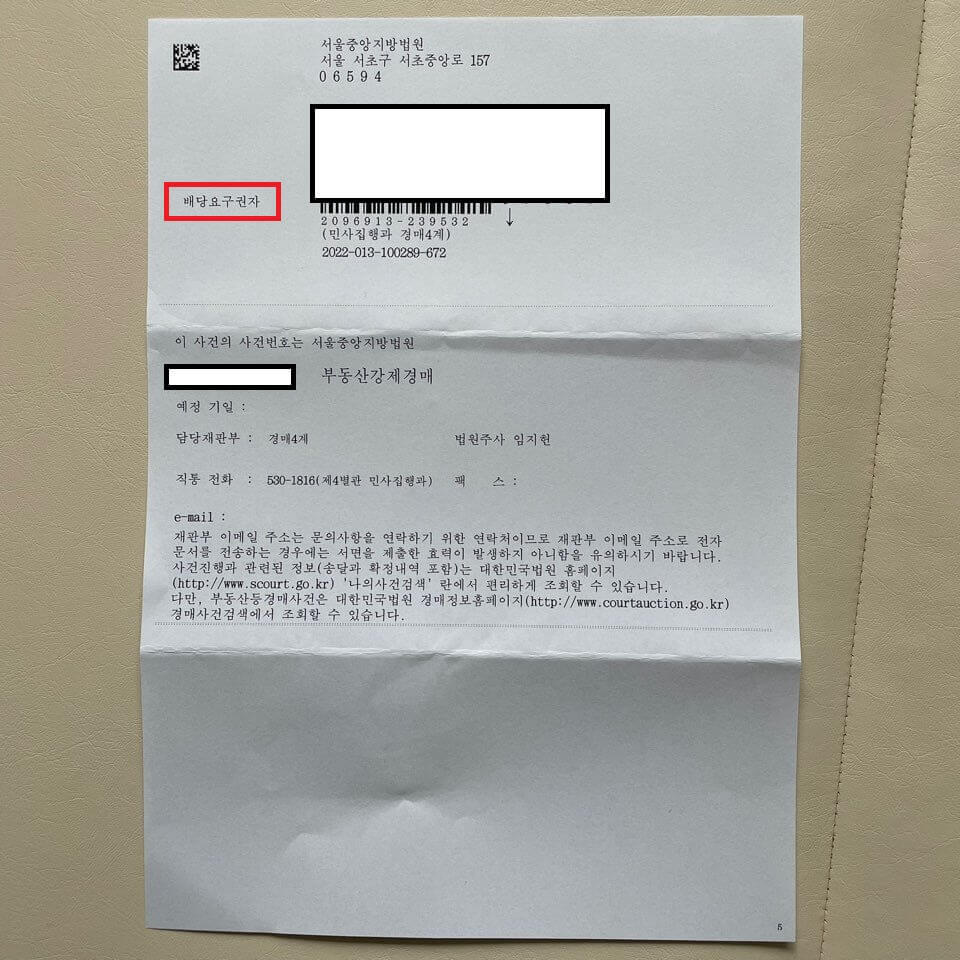 서울중앙지방법원
서울 서초구 서초중앙로 157
06594
배당요구권자
2096913-239532
(민사집행과 경매4계)
2022-013-100289-672
이 사건의 사건번호는 서울중앙지방법원
부동산강제경매
예정 기일 :
담당재판부 : 경매4계 법원주사 임지헌
직통 전화 : 530-1816(제4별관 민사집행과) 팩 스 :
e-mail :
재판부 이메일 주소는 문의사항을 연락하기 위한 연락처이므로 재판부 이메일 주소로 전자
문서를 전송하는 경우에는 서면을 제출한 효력이 발생하지 아니함을 유의하시기 바랍니다.
사건진행과 관련된 정보(송달과 확정내역 포함)는 대한민국법원 홈페이지
(http://www.scourt.go.kr) '나의사건검색' 란에서 편리하게 조회할 수 있습니다.
다만, 부동산등경매사건은 대한민국법원 경매정보홈페이지(http://www.courtauction.go.kr)
경매사건검색에서 조회할 수 있습니다.
5